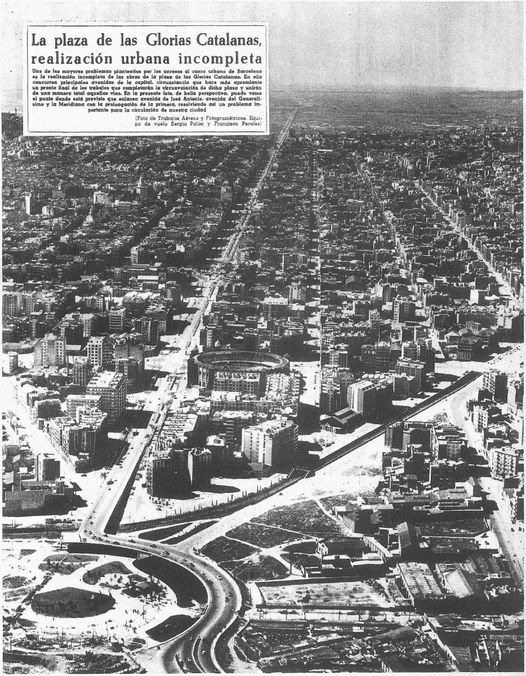 La plaza de las Glorias Catalanas,
realización urbana incompleta
Uno de los mayores problemas planteados por los accesos al casco urbano de Barcelona
es la realización incompleta de las obras de la plaza de las Glorias Catalanas. En ella
concurren principales avenidas de la capital, circunstancia que hace más apremiante
un pronto final de los trabajos que completarán la circunvalación de dicha plaza y unirán
de una manera total aquellas vías. En la presente foto, de bella perspectiva, puede verse
el punto donde está previsto que enlacen avenida de José Antonio, avenida del Generalí-
simo y la Meridiana con la prolongación de la primera, resolviendo así un problema im-
portante para la circulación de nuestra ciudad
(Foto de Trabajos Aéreos y Fotogramétricos. Equi-
po de vuelo Sergio Palao y Francisco Perales)